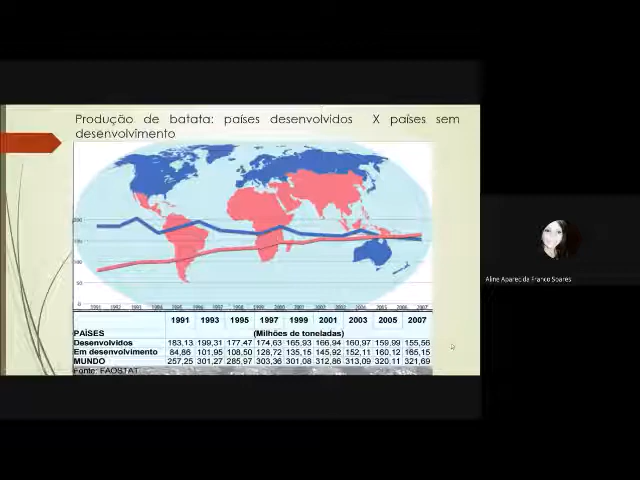 Produção de batata: países desenvolvidos X países sem
desenvolvimento
1991 1993 1995 1997 1999 2001 2003 2005 2007
PAÍSES (Milhões de toneladas)
Desenvolvidos 183,13 199,31 177,47 174,63 165,93 166,94 160,97 159,99 155,56
Em desenvolvimento 84,86 101,95 108,50 128,72 135,15 145,92 152,11 160,12 165,15
MUNDO 257,25 301,27 285,97 303,36 301,08 312,86 313,09 320,11 321,69
Fonte: FAOSTAT
Aline Aparecida Franco Soares